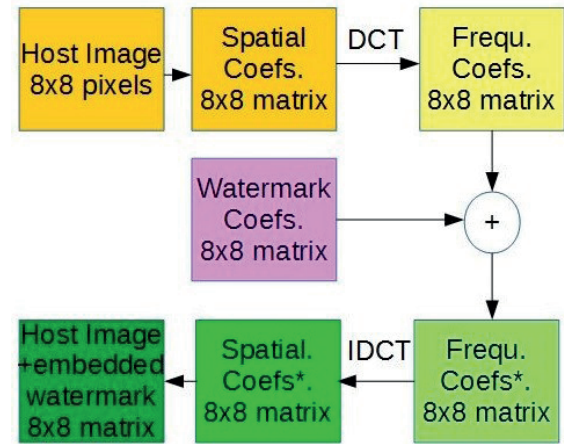 Host Image
8x8 pixels
Spatial
Coefs.
8x8 matrix
DCT
Frequ.
Coefs.
8x8 matrix
Watermark
Coefs.
8x8 matrix
+
Host Image
+embedded
watermark
8x8 matrix
Spatial.
Coefs*.
8x8 matrix
IDCT
Frequ.
Coefs*.
8x8 matrix